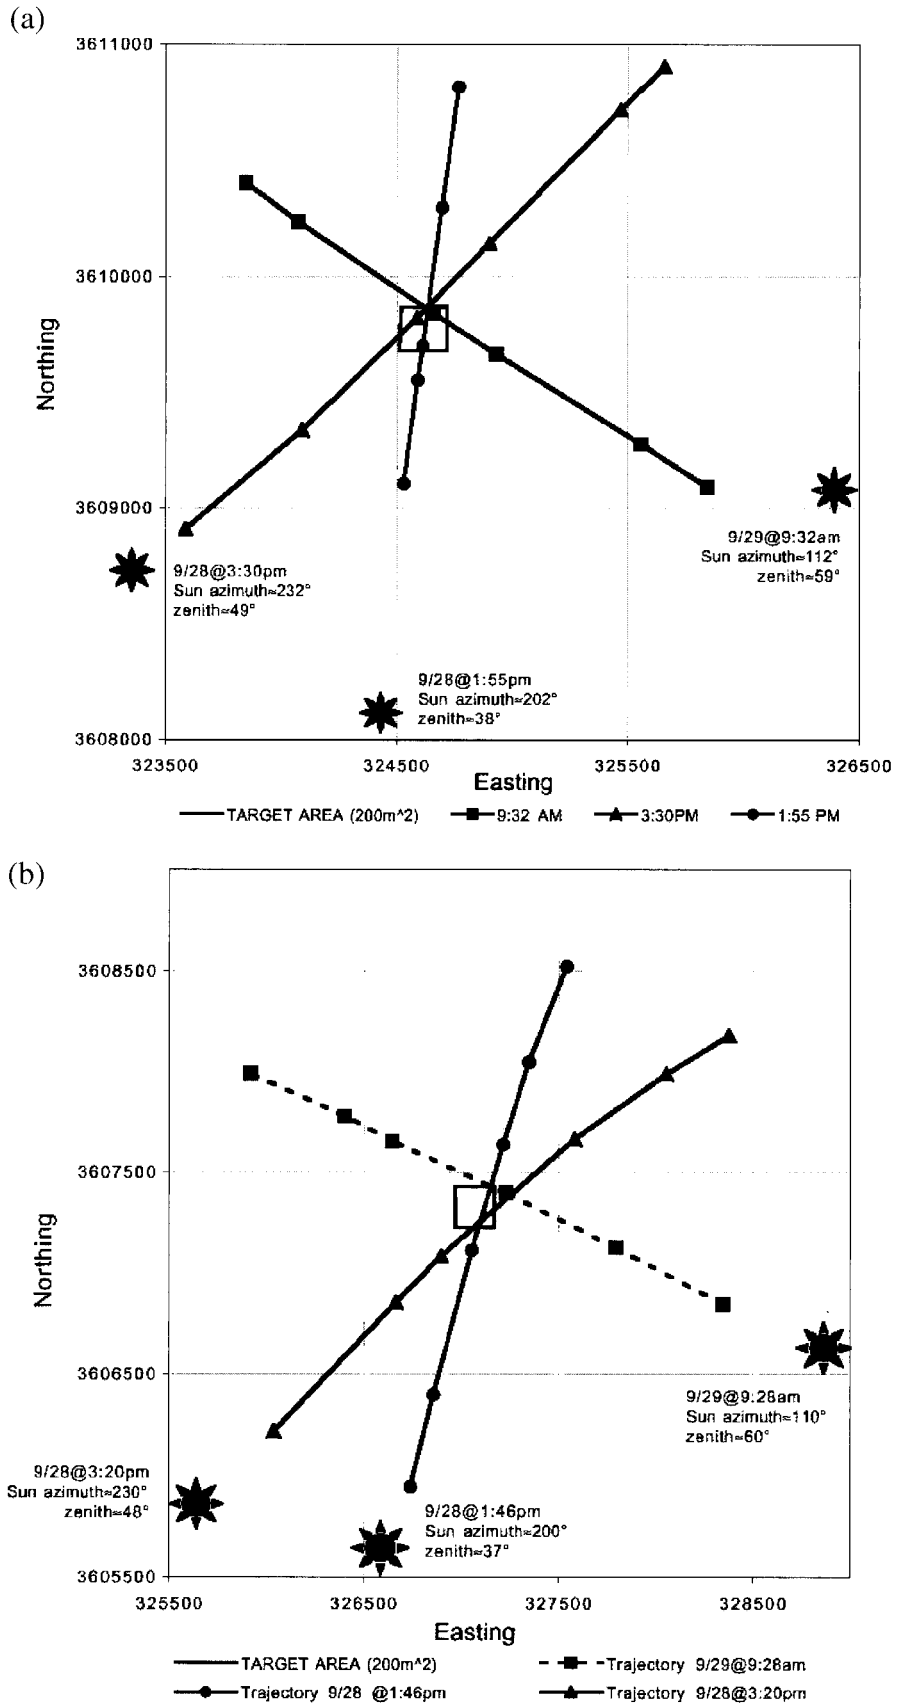 (a)
3611000
3610000
3609000
3608000
Northing
9/28@3:30pm
Sun azimuth≈232°
zenith≈49°
9/29@9:32am
Sun azimuth≈112°
zenith≈59°
9/28@1:55pm
Sun azimuth≈202°
zenith≈38°
323500 324500 325500 326500
Easting
TARGET AREA (200m^2) 9:32 AM 3:30PM 1:55 PM
(b)
3608500
3607500
3606500
3605500
Northing
9/29@9:28am
Sun azimuth≈110°
zenith≈60°
9/28@3:20pm
Sun azimuth≈230°
zenith≈48°
9/28@1:46pm
Sun azimuth≈200°
zenith≈37°
325500 326500 327500 328500
Easting
TARGET AREA (200m^2) Trajectory 9/29@9:28am
Trajectory 9/28 @1:46pm Trajectory 9/28@3:20pm